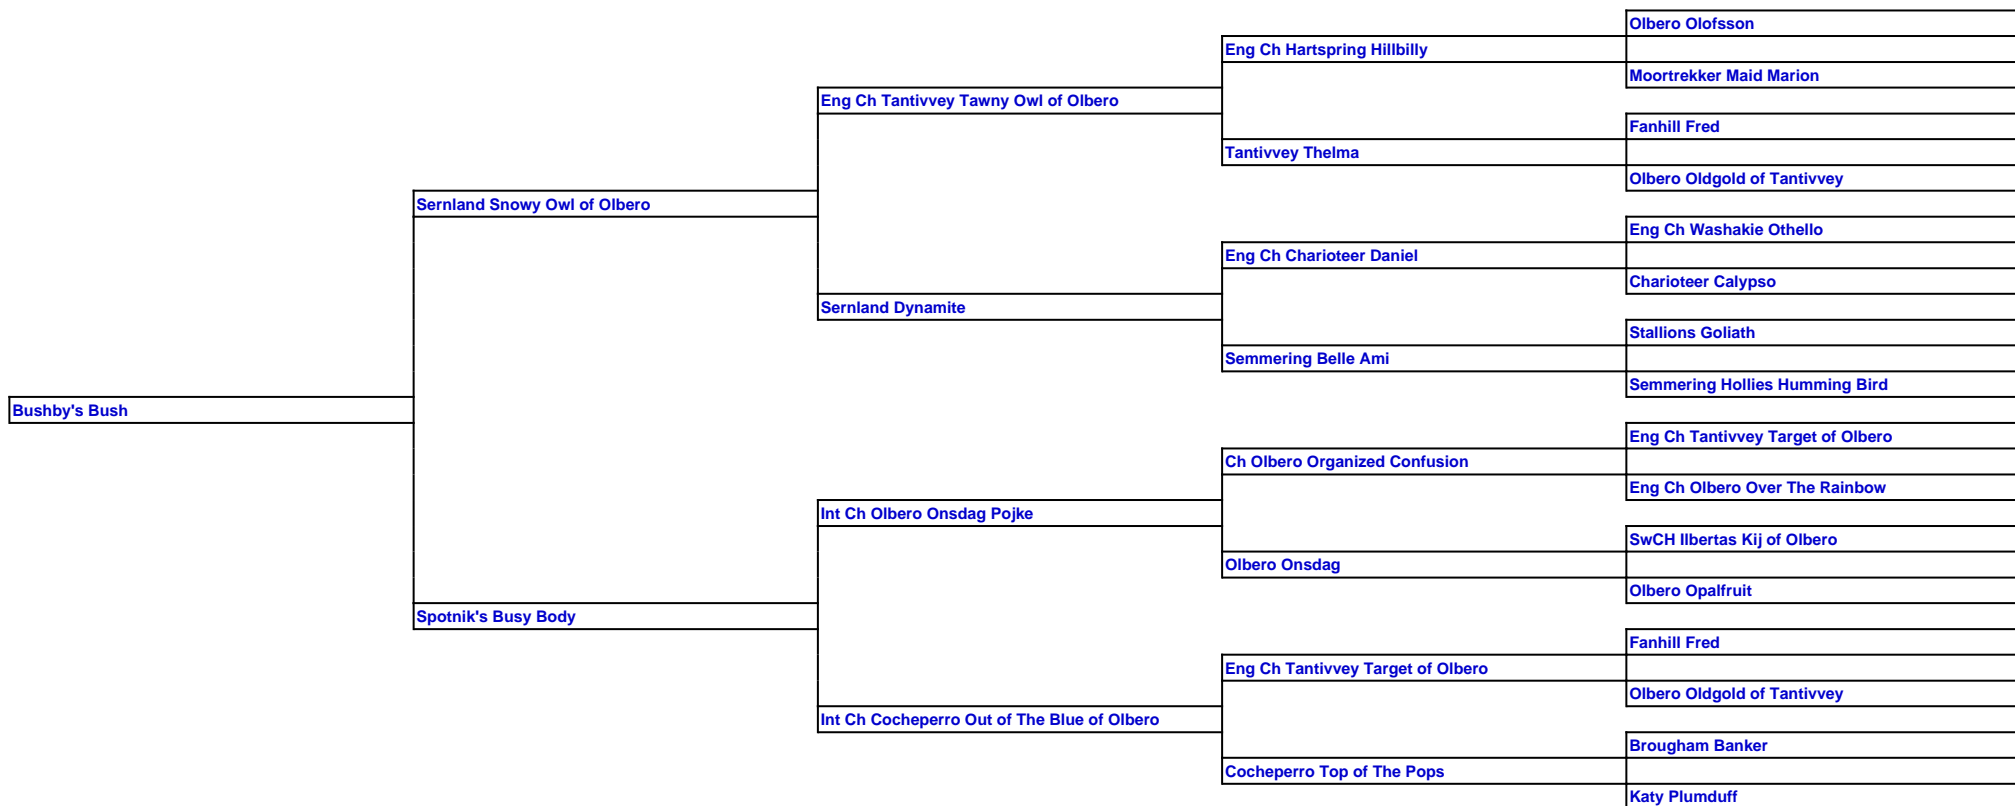 Olbero Olofsson
Eng Ch Hartspring Hillbilly
Moortrekker Maid Marion
Eng Ch Tantivvey Tawny Owl of Olbero
Fanhill Fred
Tantivvey Thelma
Olbero Oldgold of Tantivvey
Sernland Snowy Owl of Olbero
Eng Ch Washakie Othello
Eng Ch Charioteer Daniel
Charioteer Calypso
Sernland Dynamite
Stallions Goliath
Semmering Belle Ami
Semmering Hollies Humming Bird
Bushby's Bush
Eng Ch Tantivvey Target of Olbero
Ch Olbero Organized Confusion
Eng Ch Olbero Over The Rainbow
Int Ch Olbero Onsdag Pojke
SwCH Ilbertas Kij of Olbero
Olbero Onsdag
Olbero Opalfruit
Spotnik's Busy Body
Fanhill Fred
Eng Ch Tantivvey Target of Olbero
Olbero Oldgold of Tantivvey
Int Ch Cocheperro Out of The Blue of Olbero
Brougham Banker
Cocheperro Top of The Pops
Katy Plumduff